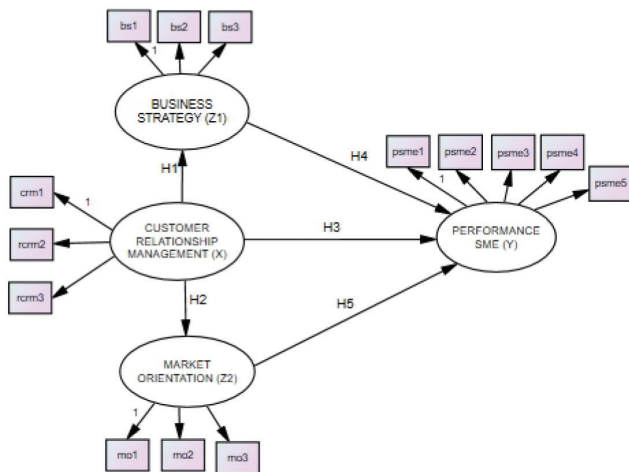 bs1
bs2
bs3
1
BUSINESS
STRATEGY (Z1)
H4
psme1
psme2
psme3
psme4
psme5
1
H1
crm1
1
rcrm2
rcrm3
CUSTOMER
RELATIONSHIP
MANAGEMENT (X)
H3
PERFORMANCE
SME (Y)
H2
H5
MARKET
ORIENTATION (Z2)
1
mo1
mo2
mo3